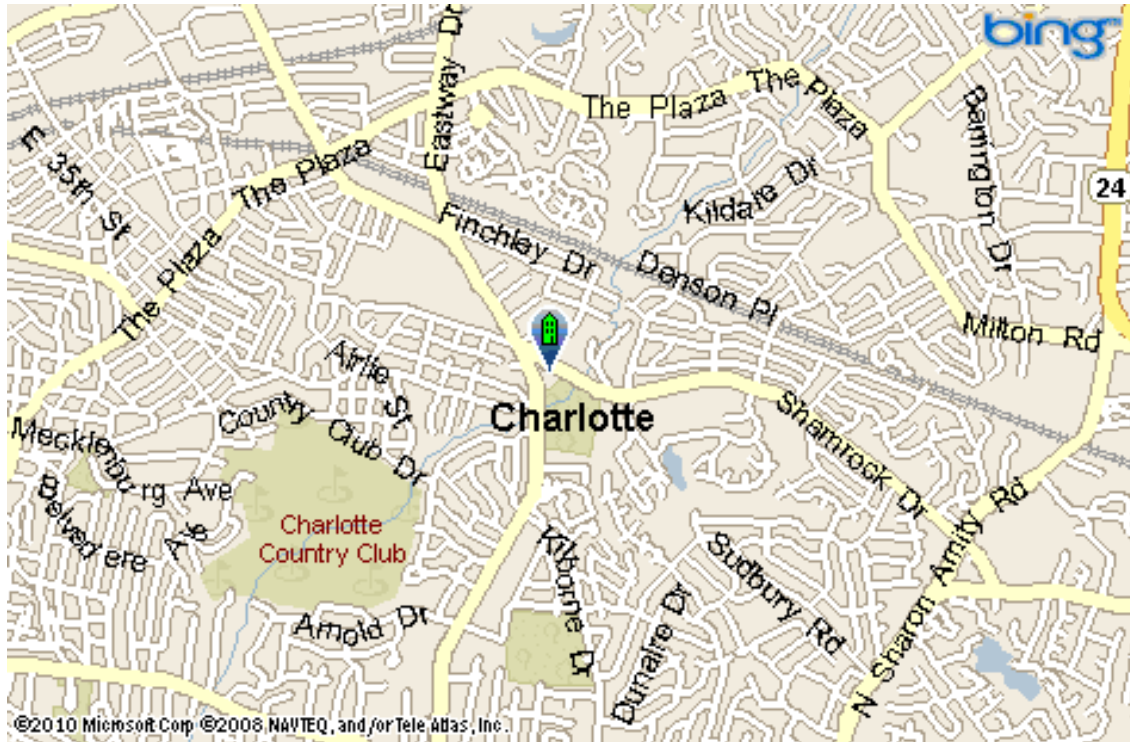 bing™
Eastway Dr
The Plaza
The Plaza
Barrington Dr
E 35th St
The Plaza
Kildare Dr
24
Finchley Dr
Denson Pl
The Plaza
Milton Rd
Airlie St
Charlotte
Country Club Dr
Shamrock Dr
Mecklenburg Ave
Belvedere Ave
Charlotte
Country Club
N Sharon Amity Rd
Kilborne Dr
Sudbury Rd
Arnold Dr
Dunaire Dr
©2010 Microsoft Corp ©2008 NAVTEQ, and/or Tele Atlas, Inc.